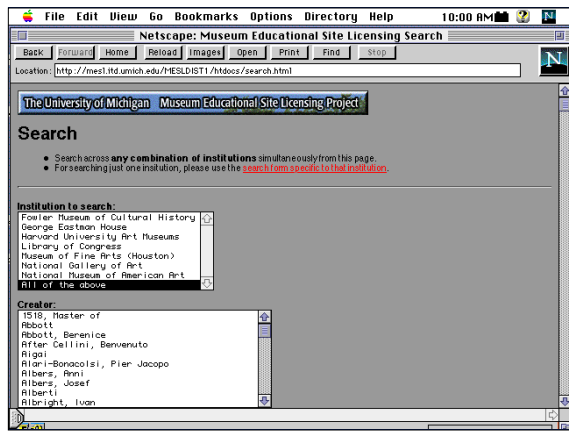 File Edit View Go Bookmarks Options Directory Help 10:00 AM
Netscape: Museum Educational Site Licensing Search
Back Forward Home Reload Images Open Print Find Stop
N
Location: http://mesl.itd.umich.edu/MESLDIST1/htdocs/search.html
The University of Michigan Museum Educational Site Licensing Project
Search
Search across any combination of institutions simultaneously from this page.
For searching just one insitution, please use the search form specific to that institution.
Institution to search:
Fowler Museum of Cultural History
George Eastman House
Harvard University Art Museums
Library of Congress
Museum of Fine Arts (Houston)
National Gallery of Art
National Museum of American Art
All of the above
Creator:
1518, Master of
Abbott
Abbott, Berenice
After Cellini, Benvenuto
Aigai
Alari-Bonacolsi, Pier Jacopo
Albers, Anni
Albers, Josef
Alberti
Albright, Ivan